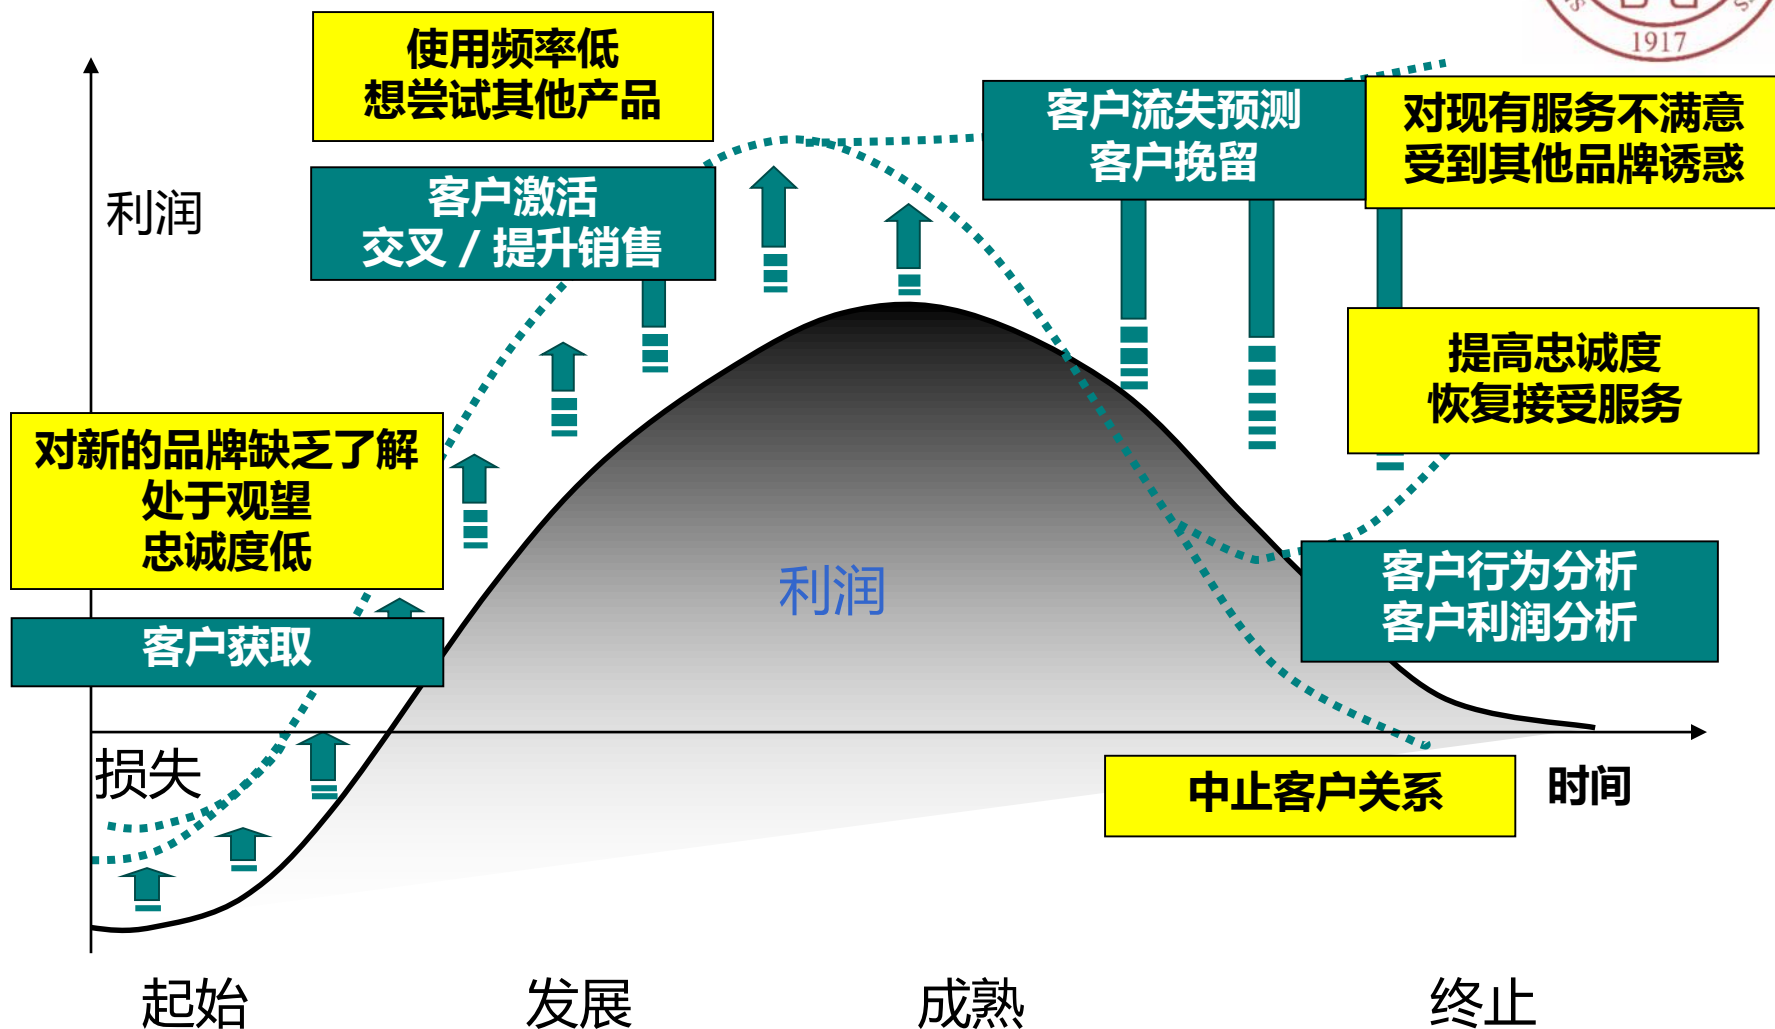 1917
使用频率低
想尝试其他产品
客户流失预测
客户挽留
对现有服务不满意
受到其他品牌诱惑
利润
客户激活
交叉 / 提升销售
提高忠诚度
恢复接受服务
对新的品牌缺乏了解
处于观望
忠诚度低
利润
客户行为分析
客户利润分析
客户获取
损失
中止客户关系
时间
起始
发展
成熟
终止